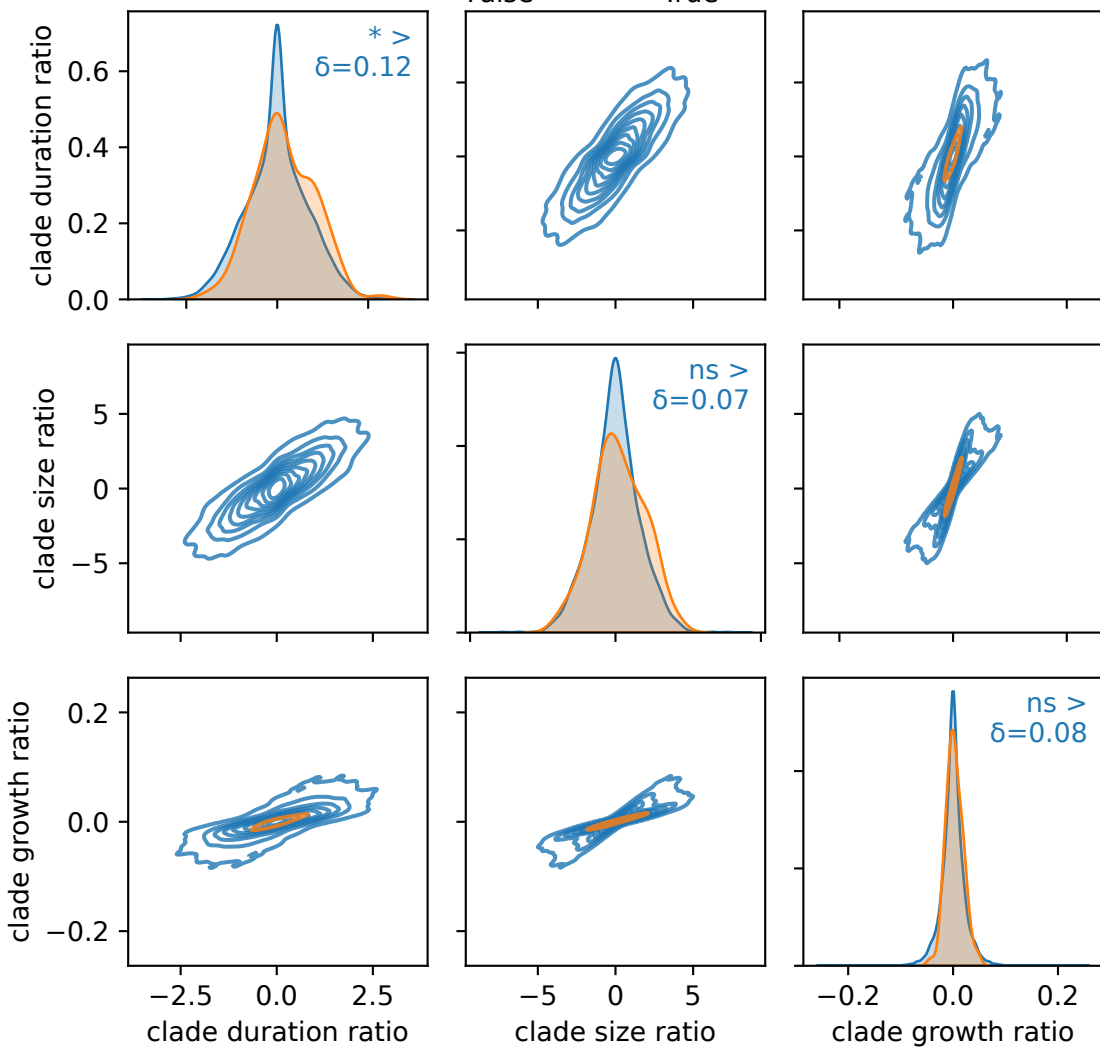 * >
δ=0.12
clade duration ratio
0.6
0.4
0.2
0.0
ns >
δ=0.07
clade size ratio
5
0
−5
ns >
δ=0.08
clade growth ratio
0.2
0.0
−0.2
−2.5 0.0 2.5
−5 0 5
−0.2 0.0 0.2
clade duration ratio
clade size ratio
clade growth ratio